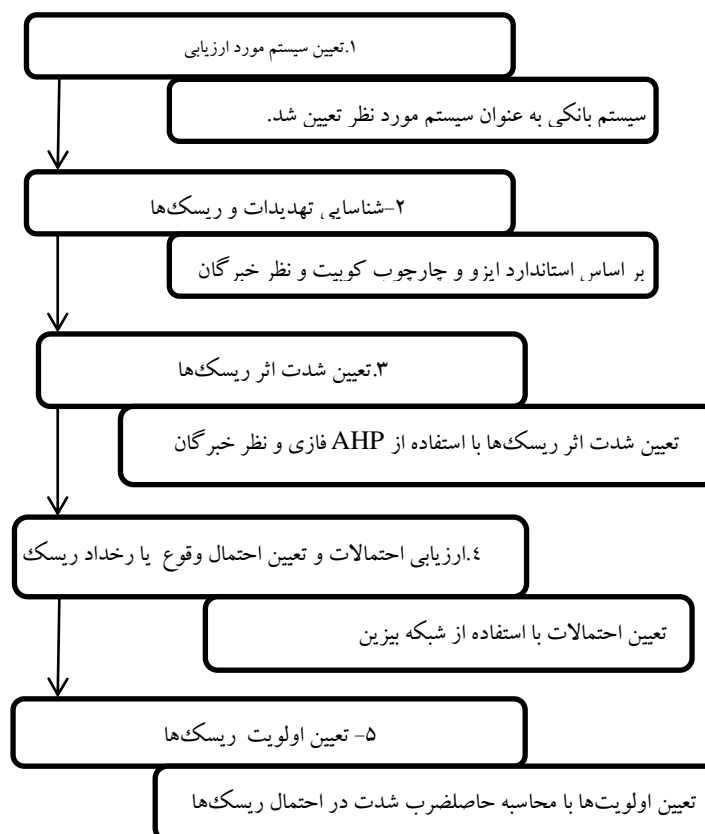 ۱.تعیین سیستم مورد ارزیابی
سیستم بانکی به عنوان سیستم مورد نظر تعیین شد.
۲–شناسایی تهدیدات و ریسک‌ها
بر اساس استاندارد ایزو و چارچوب کوبیت و نظر خبرگان
۳.تعیین شدت اثر ریسک‌ها
تعیین شدت اثر ریسک‌ها با استفاده از AHP فازی و نظر خبرگان
٤.ارزیابی احتمالات و تعیین احتمال وقوع یا رخداد ریسک
تعیین احتمالات با استفاده از شبکه بیزین
۵– تعیین اولویت ریسک‌ها
تعیین اولویت‌ها با محاسبه حاصلضرب شدت در احتمال ریسک‌ها